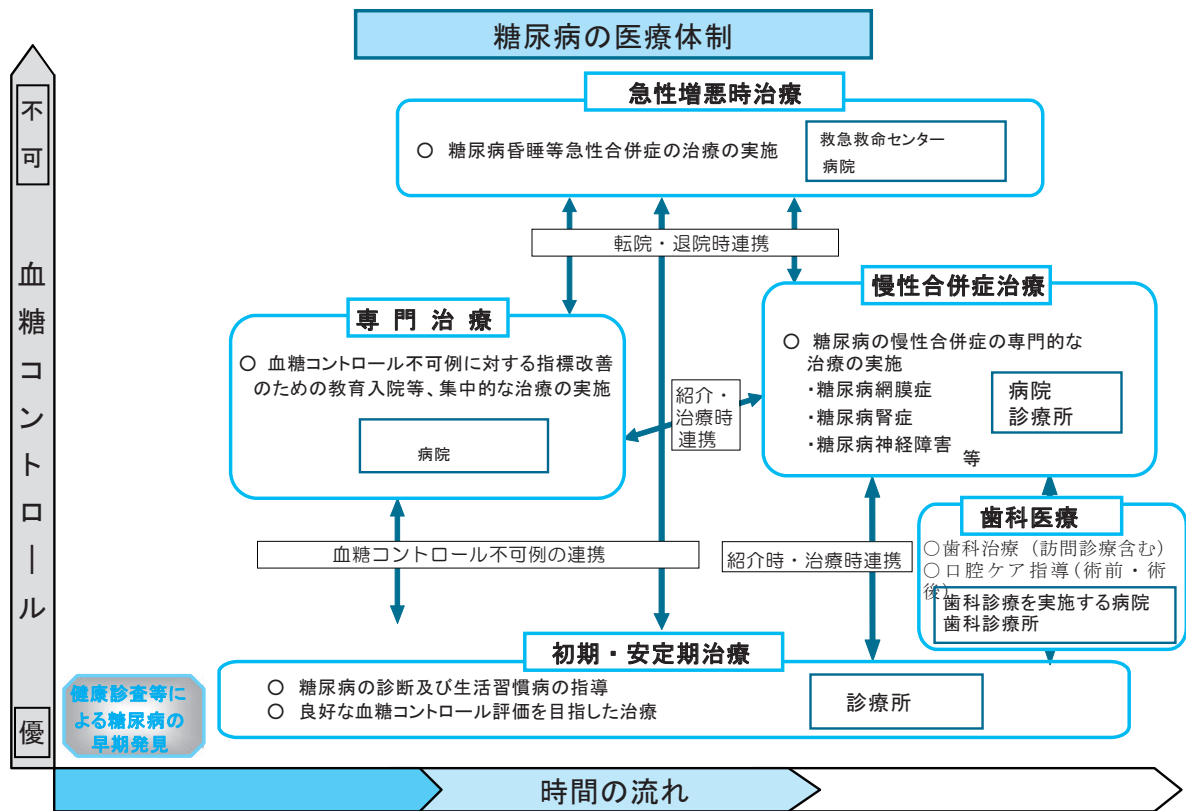 糖尿病の医療体制
不可
血糖コントロール
優
急性増悪時治療
○ 糖尿病昏睡等急性合併症の治療の実施
救急救命センター
病院
転院・退院時連携
専門治療
○ 血糖コントロール不可例に対する指標改善
のための教育入院等、集中的な治療の実施
病院
紹介・
治療時
連携
慢性合併症治療
○ 糖尿病の慢性合併症の専門的な
治療の実施
・糖尿病網膜症
・糖尿病腎症
・糖尿病神経障害 等
病院
診療所
血糖コントロール不可例の連携
紹介時・治療時連携
歯科医療
○歯科治療（訪問診療含む）
○口腔ケア指導（術前・術
後）
歯科診療を実施する病院
歯科診療所
初期・安定期治療
○ 糖尿病の診断及び生活習慣病の指導
○ 良好な血糖コントロール評価を目指した治療
診療所
健康診査等に
よる糖尿病の
早期発見
時間の流れ